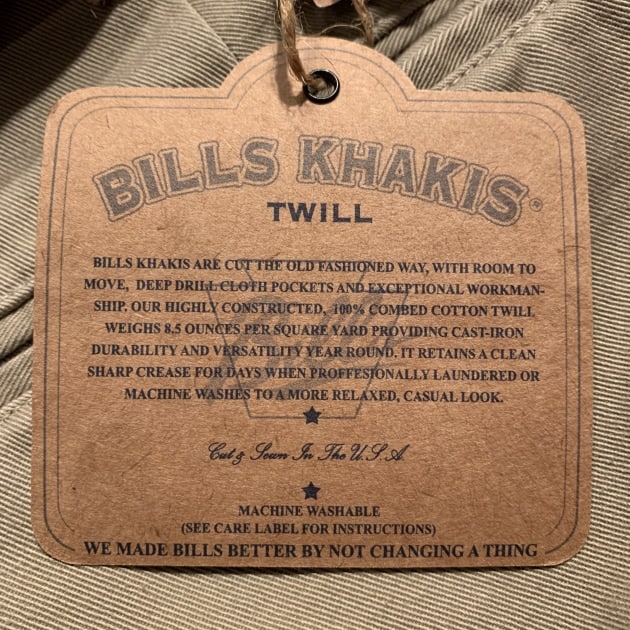 BILLS KHAKIS®
TWILL
BILLS KHAKIS ARE CUT THE OLD FASHIONED WAY, WITH ROOM TO
MOVE, DEEP DRILL CLOTH POCKETS AND EXCEPTIONAL WORKMAN-
SHIP. OUR HIGHLY CONSTRUCTED, 100% COMBED COTTON TWILL
WEIGHS 8.5 OUNCES PER SQUARE YARD PROVIDING CAST-IRON
DURABILITY AND VERSATILITY YEAR ROUND. IT RETAINS A CLEAN
SHARP CREASE FOR DAYS WHEN PROFFESIONALLY LAUNDERED OR
MACHINE WASHES TO A MORE RELAXED, CASUAL LOOK.
Cut & Sewn In The U.S.A.
MACHINE WASHABLE
(SEE CARE LABEL FOR INSTRUCTIONS)
WE MADE BILLS BETTER BY NOT CHANGING A THING